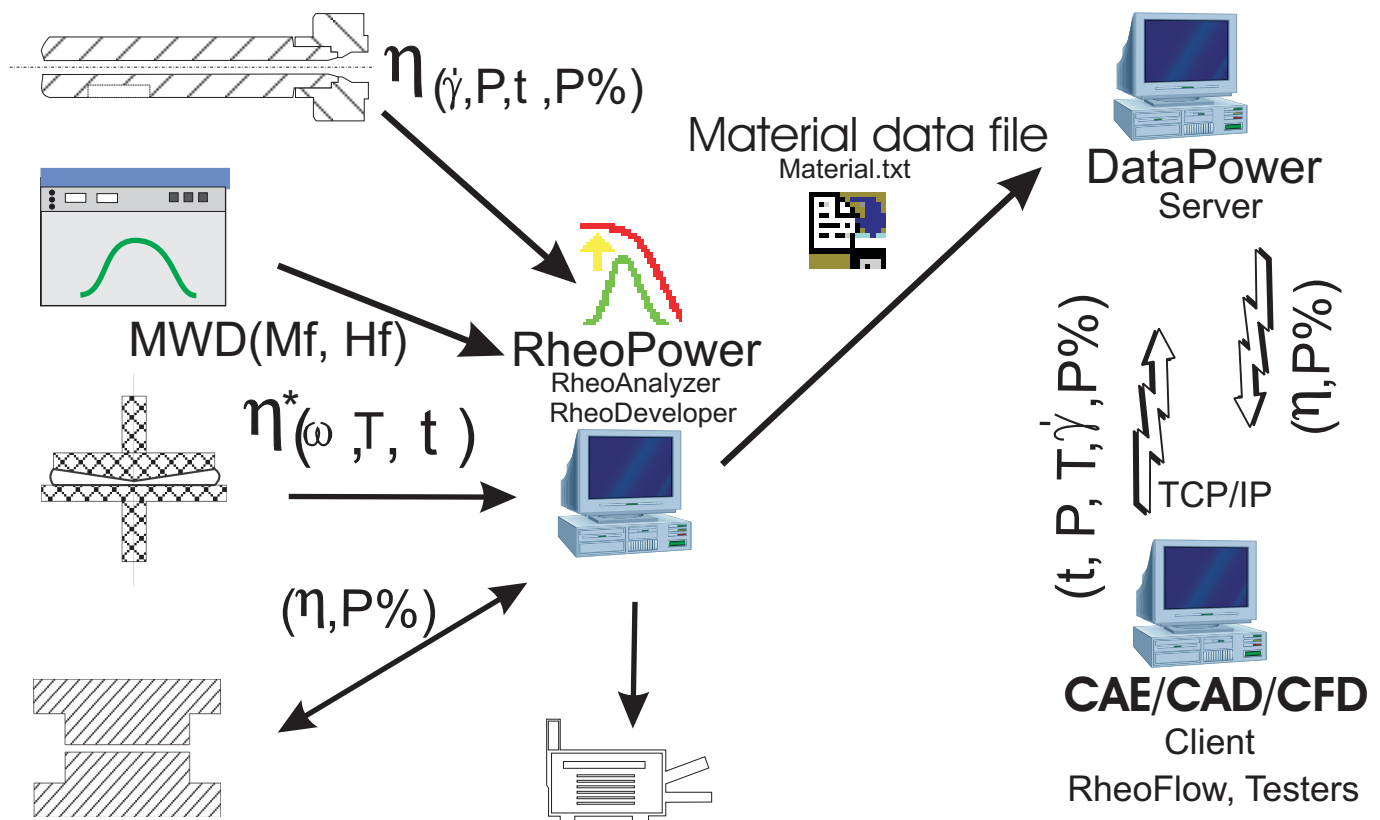 η(γ̇,P,t ,P%)
MWD(Mf, Hf)
η*(ω ,T, t )
(η,P%)
RheoPower
RheoAnalyzer
RheoDeveloper
Material data file
Material.txt
DataPower
Server
(t, P, T,γ̇,P%)
(η,P%)
TCP/IP
CAE/CAD/CFD
Client
RheoFlow, Testers